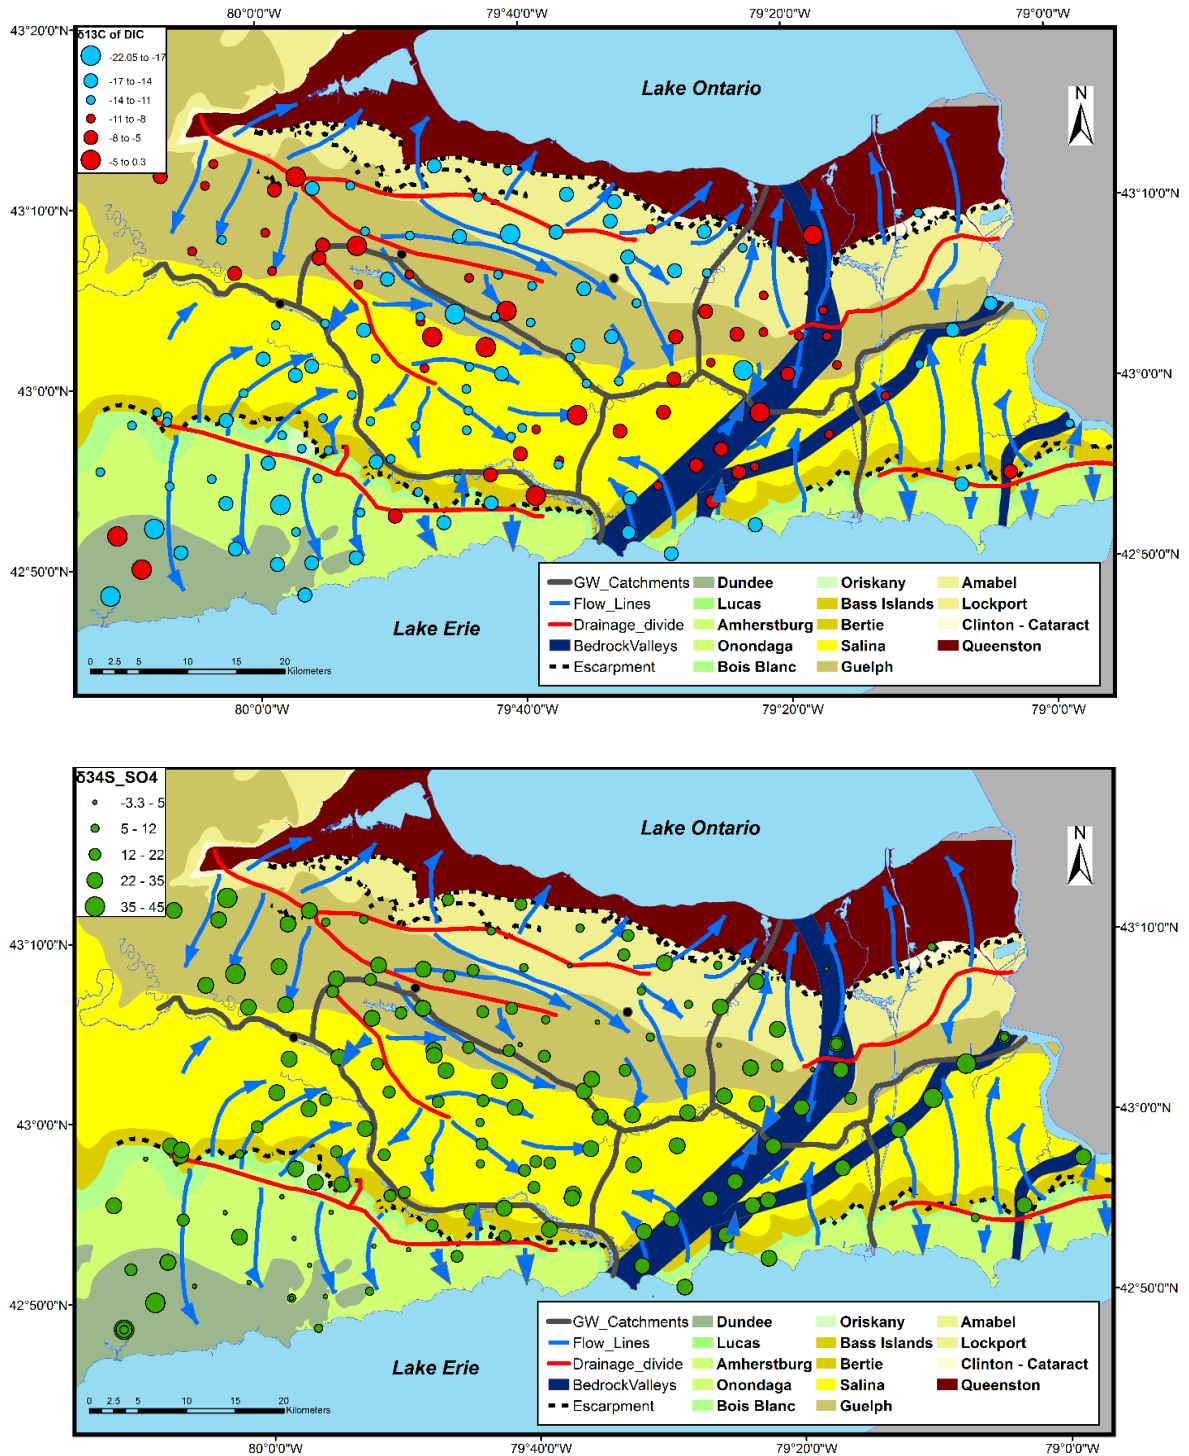 80°0'0"W 79°40'0"W 79°20'0"W 79°0'0"W
43°20'0"N
δ13C of DIC
-22.05 to -17
-17 to -14
-14 to -11
-11 to -8
-8 to -5
-5 to 0.3
Lake Ontario
N
43°10'0"N 43°10'0"N
43°0'0"N 43°0'0"N
42°50'0"N 42°50'0"N
Lake Erie
0 2.5 5 10 15 20
Kilometers
GW_Catchments Dundee Oriskany Amabel
Flow_Lines Lucas Bass Islands Lockport
Drainage_divide Amherstburg Bertie Clinton - Cataract
BedrockValleys Onondaga Salina Queenston
Escarpment Bois Blanc Guelph
80°0'0"W 79°40'0"W 79°20'0"W 79°0'0"W
δ34S_SO4
-3.3 - 5
5 - 12
12 - 22
22 - 35
35 - 45
Lake Ontario
N
43°10'0"N 43°10'0"N
43°0'0"N 43°0'0"N
42°50'0"N 42°50'0"N
Lake Erie
0 2.5 5 10 15 20
Kilometers
GW_Catchments Dundee Oriskany Amabel
Flow_Lines Lucas Bass Islands Lockport
Drainage_divide Amherstburg Bertie Clinton - Cataract
BedrockValleys Onondaga Salina Queenston
Escarpment Bois Blanc Guelph
80°0'0"W 79°40'0"W 79°20'0"W 79°0'0"W